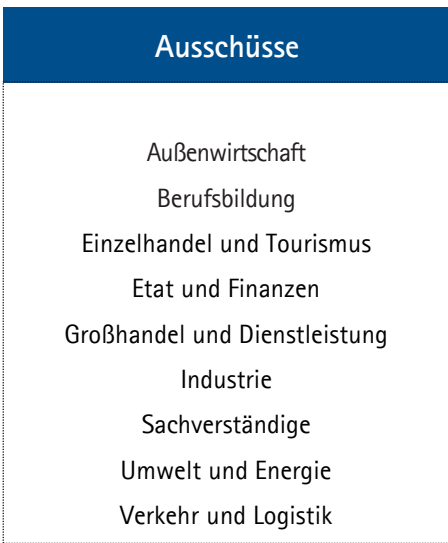 Ausschüsse
Außenwirtschaft
Berufsbildung
Einzelhandel und Tourismus
Etat und Finanzen
Großhandel und Dienstleistung
Industrie
Sachverständige
Umwelt und Energie
Verkehr und Logistik